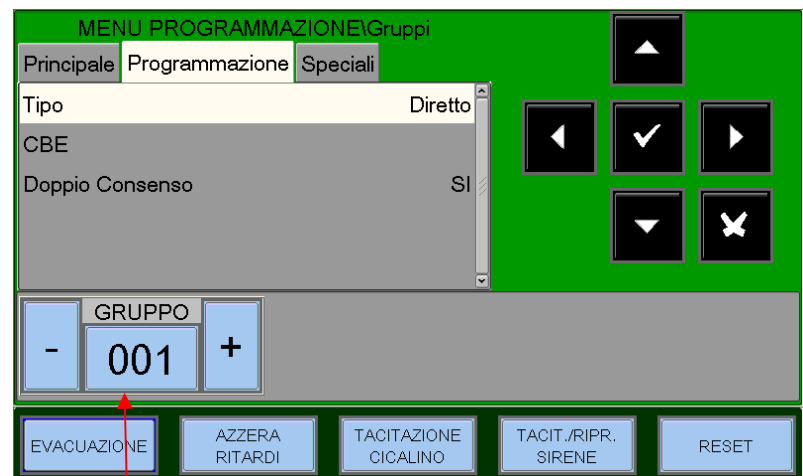 MENU PROGRAMMAZIONE\Gruppi
Principale Programmazione Speciali
Tipo Diretto
CBE
Doppio Consenso SI
GRUPPO
- 001 +
EVACUAZIONE
AZZERA
RITARDI
TACITAZIONE
CICALINO
TACIT./RIPR.
SIRENE
RESET